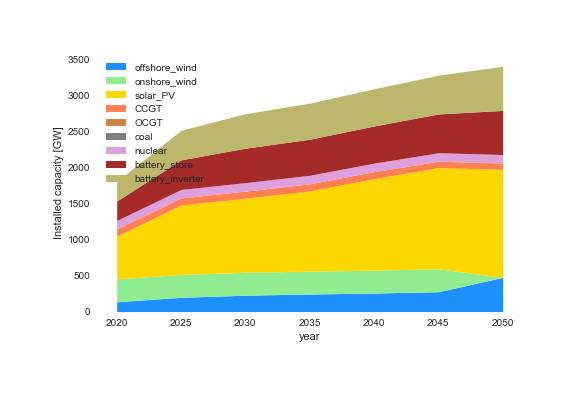 3500
3000
2500
2000
1500
1000
500
0
Installed capacity [GW]
offshore_wind
onshore_wind
solar_PV
CCGT
OCGT
coal
nuclear
battery_store
battery_inverter
2020 2025 2030 2035 2040 2045 2050
year